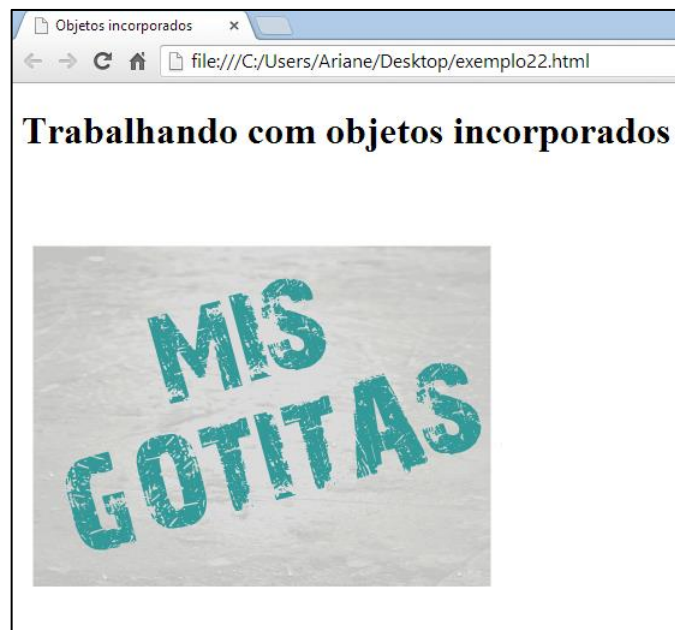 Objetos incorporados
file:///C:/Users/Ariane/Desktop/exemplo22.html
Trabalhando com objetos incorporados
MIS
GOTITAS